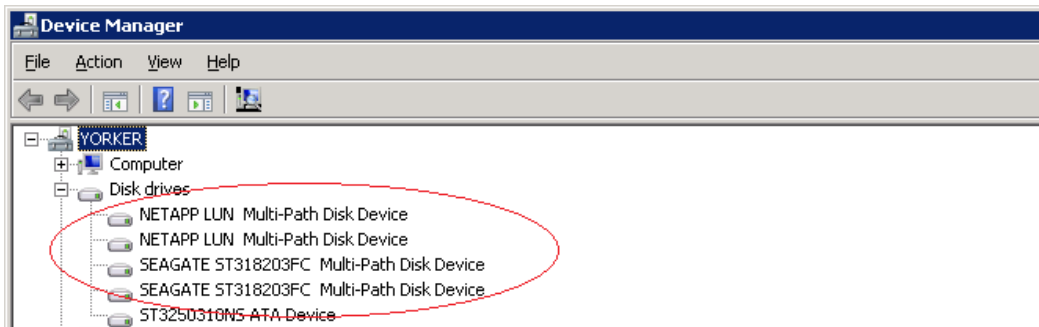 Device Manager
File Action View Help
YORKER
Computer
Disk drives
NETAPP LUN Multi-Path Disk Device
NETAPP LUN Multi-Path Disk Device
SEAGATE ST318203FC Multi-Path Disk Device
SEAGATE ST318203FC Multi-Path Disk Device
ST3250310NS ATA Device